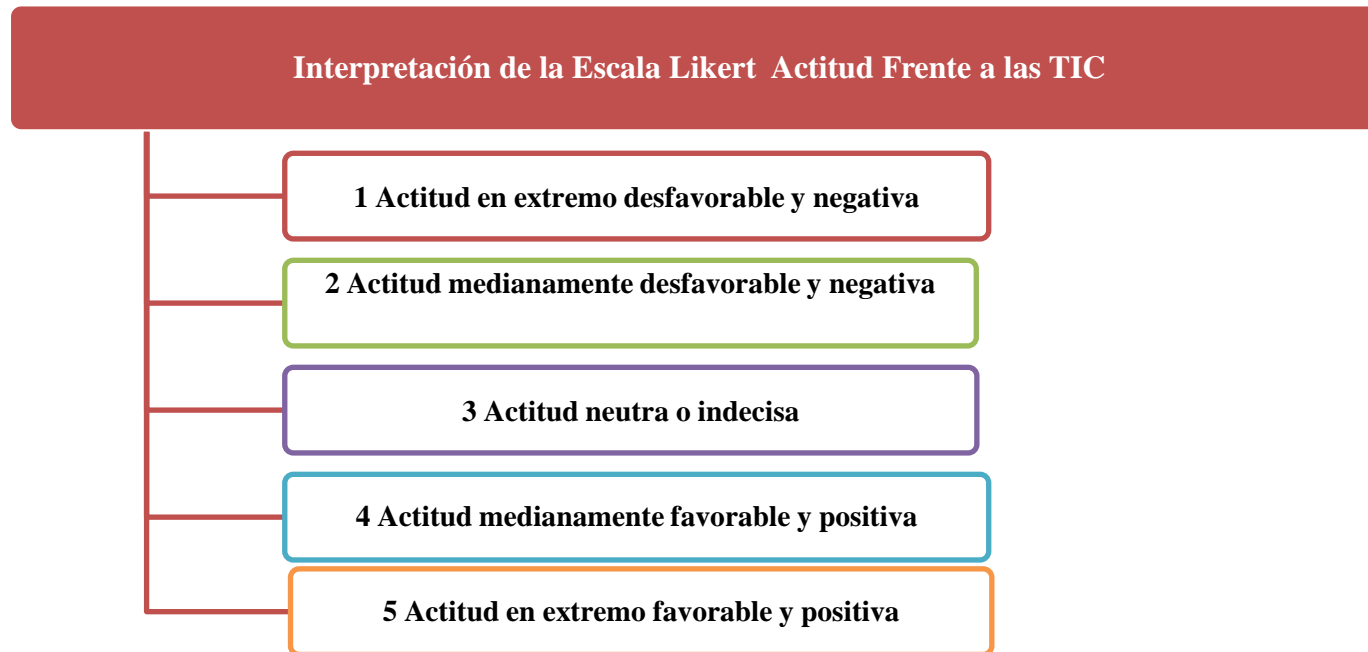 Interpretación de la Escala Likert  Actitud Frente a las TIC
1 Actitud en extremo desfavorable y negativa
2 Actitud medianamente desfavorable y negativa
3 Actitud neutra o indecisa
4 Actitud medianamente favorable y positiva
5 Actitud en extremo favorable y positiva